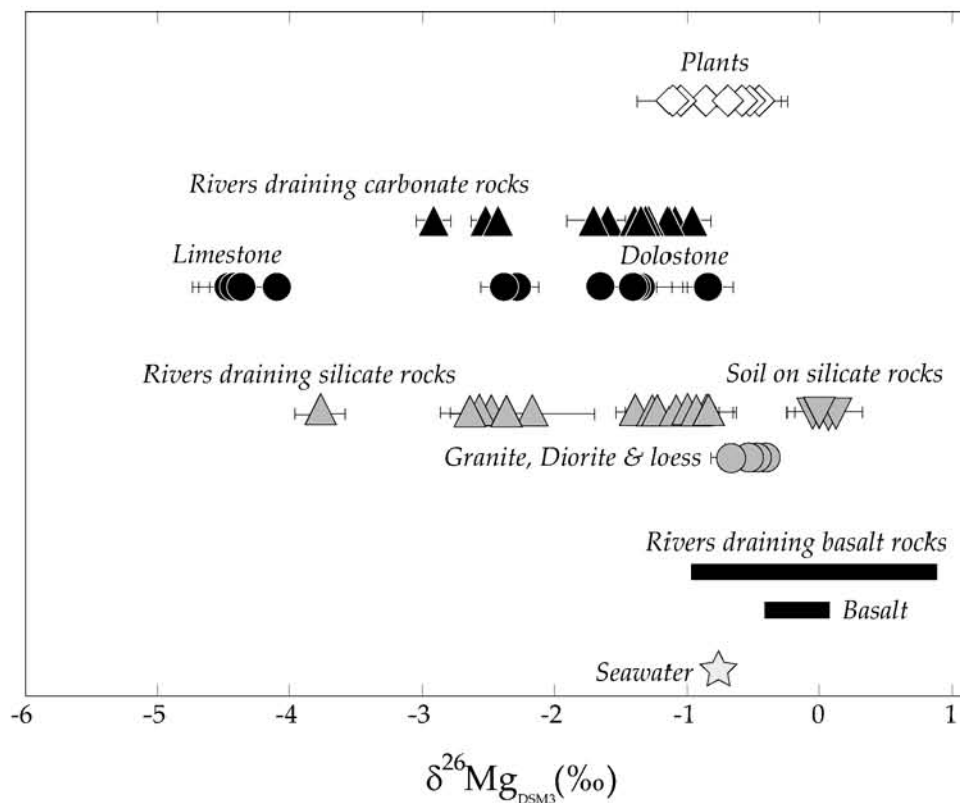 Plants
Rivers draining carbonate rocks
Limestone
Dolostone
Rivers draining silicate rocks
Soil on silicate rocks
Granite, Diorite & loess
Rivers draining basalt rocks
Basalt
Seawater
-6 -5 -4 -3 -2 -1 0 1
δ²⁶Mg_DSM3(‰)